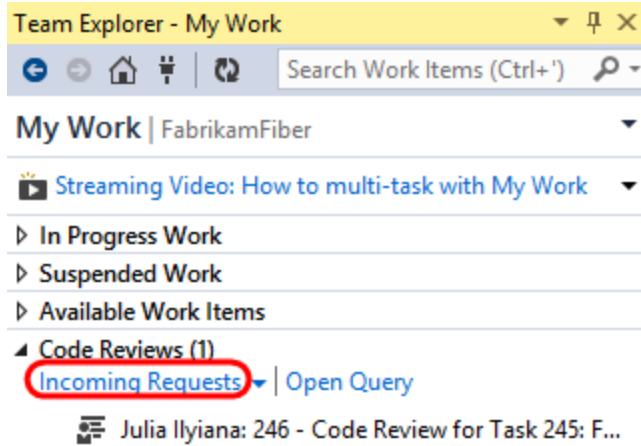 Team Explorer - My Work
Search Work Items (Ctrl+')
My Work | FabrikamFiber
Streaming Video: How to multi-task with My Work
In Progress Work
Suspended Work
Available Work Items
Code Reviews (1)
Incoming Requests | Open Query
Julia Ilyiana: 246 - Code Review for Task 245: F...